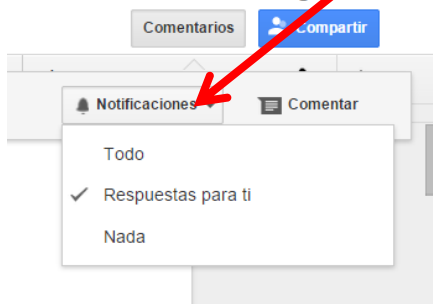 Comentarios Compartir
Notificaciones Comentar
Todo
Respuestas para ti
Nada